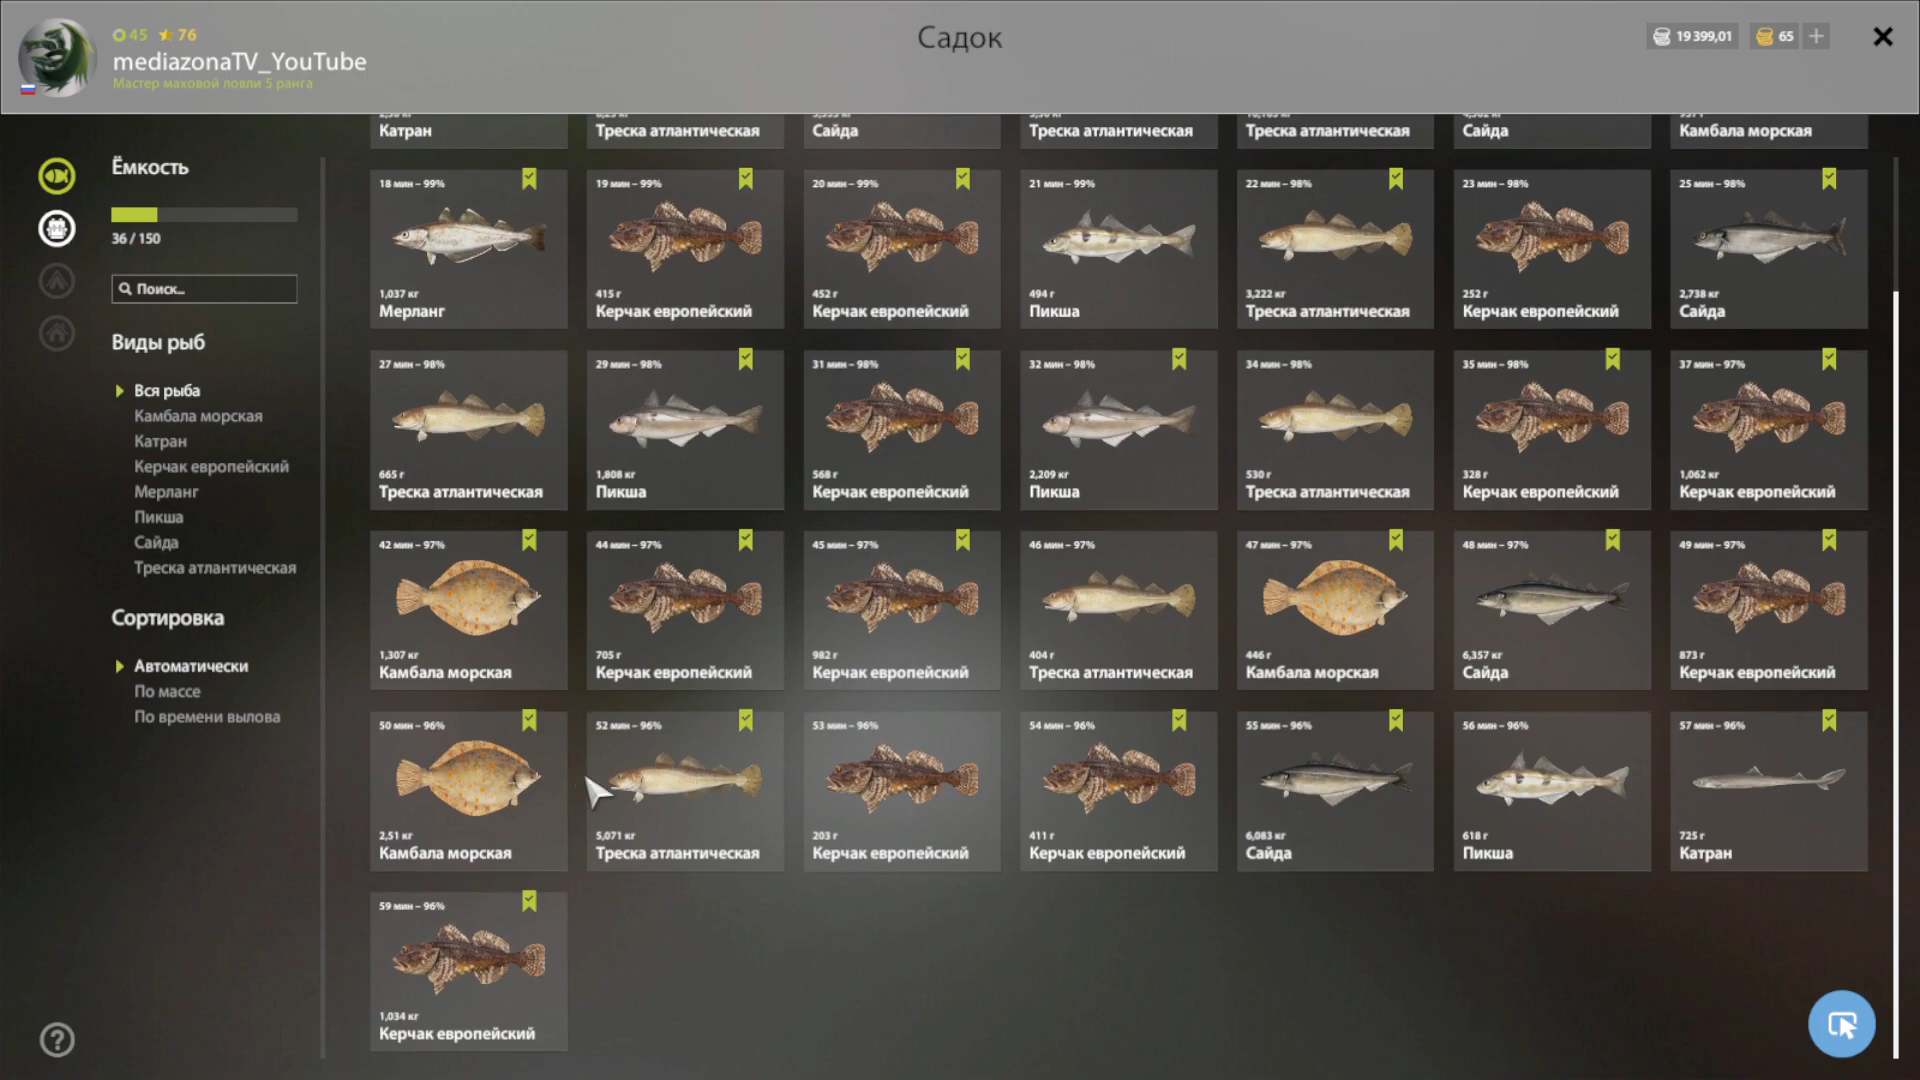 45 76
mediazonaTV_YouTube
Мастер маховой ловли 5 ранга
Садок
19 399,01
65
Ёмкость
36 / 150
Поиск...
Виды рыб
Вся рыба
Камбала морская
Катран
Керчак европейский
Мерланг
Пикша
Сайда
Треска атлантическая
Сортировка
Автоматически
По массе
По времени вылова
Катран
Треска атлантическая
Сайда
Треска атлантическая
Треска атлантическая
Сайда
Камбала морская
18 мин – 99%
1,037 кг
Мерланг
19 мин – 99%
415 г
Керчак европейский
20 мин – 99%
452 г
Керчак европейский
21 мин – 99%
494 г
Пикша
22 мин – 98%
3,222 кг
Треска атлантическая
23 мин – 98%
252 г
Керчак европейский
25 мин – 98%
2,738 кг
Сайда
27 мин – 98%
665 г
Треска атлантическая
29 мин – 98%
1,808 кг
Пикша
31 мин – 98%
568 г
Керчак европейский
32 мин – 98%
2,209 кг
Пикша
34 мин – 98%
530 г
Треска атлантическая
35 мин – 98%
328 г
Керчак европейский
37 мин – 97%
1,062 кг
Керчак европейский
42 мин – 97%
1,307 кг
Камбала морская
44 мин – 97%
705 г
Керчак европейский
45 мин – 97%
982 г
Керчак европейский
46 мин – 97%
404 г
Треска атлантическая
47 мин – 97%
446 г
Камбала морская
48 мин – 97%
6,357 кг
Сайда
49 мин – 97%
873 г
Керчак европейский
50 мин – 96%
2,51 кг
Камбала морская
52 мин – 96%
5,071 кг
Треска атлантическая
53 мин – 96%
203 г
Керчак европейский
54 мин – 96%
411 г
Керчак европейский
55 мин – 96%
6,083 кг
Сайда
56 мин – 96%
618 г
Пикша
57 мин – 96%
725 г
Катран
59 мин – 96%
1,034 кг
Керчак европейский